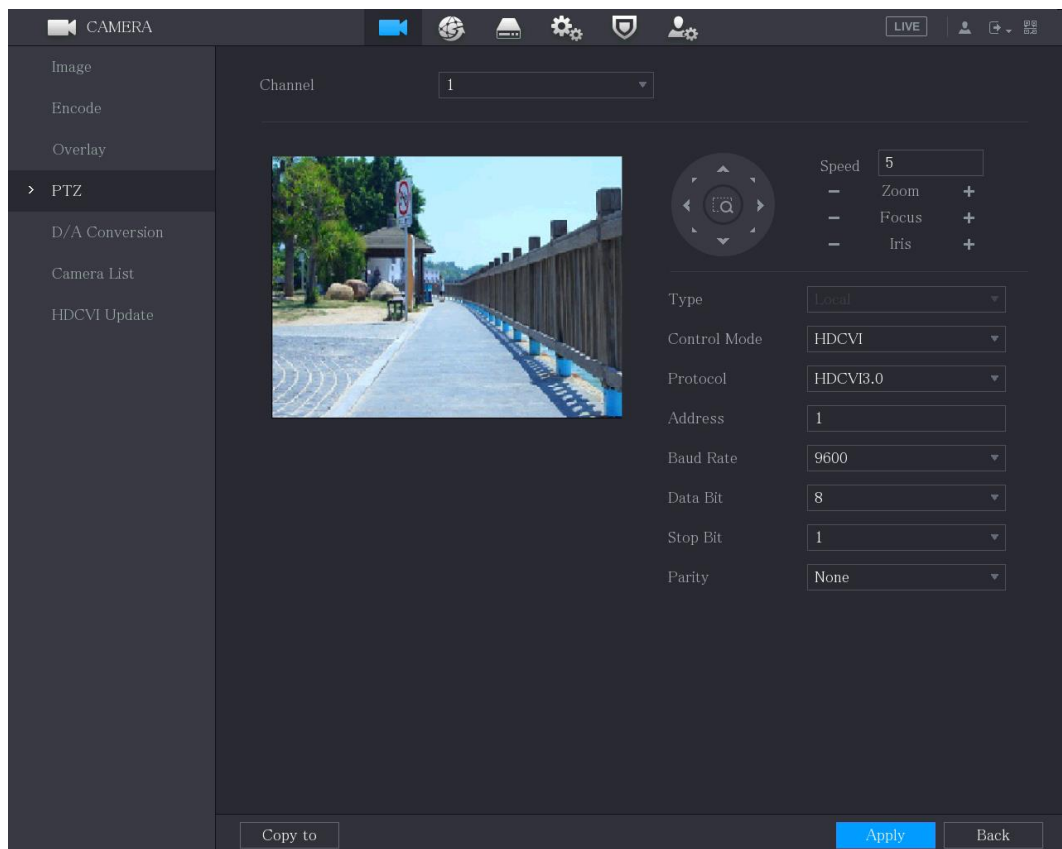 CAMERA
LIVE
Image
Encode
Overlay
PTZ
D/A Conversion
Camera List
HDCVI Update
Channel 1
Speed 5
- Zoom +
- Focus +
- Iris +
Type Local
Control Mode HDCVI
Protocol HDCVI3.0
Address 1
Baud Rate 9600
Data Bit 8
Stop Bit 1
Parity None
Copy to
Apply
Back